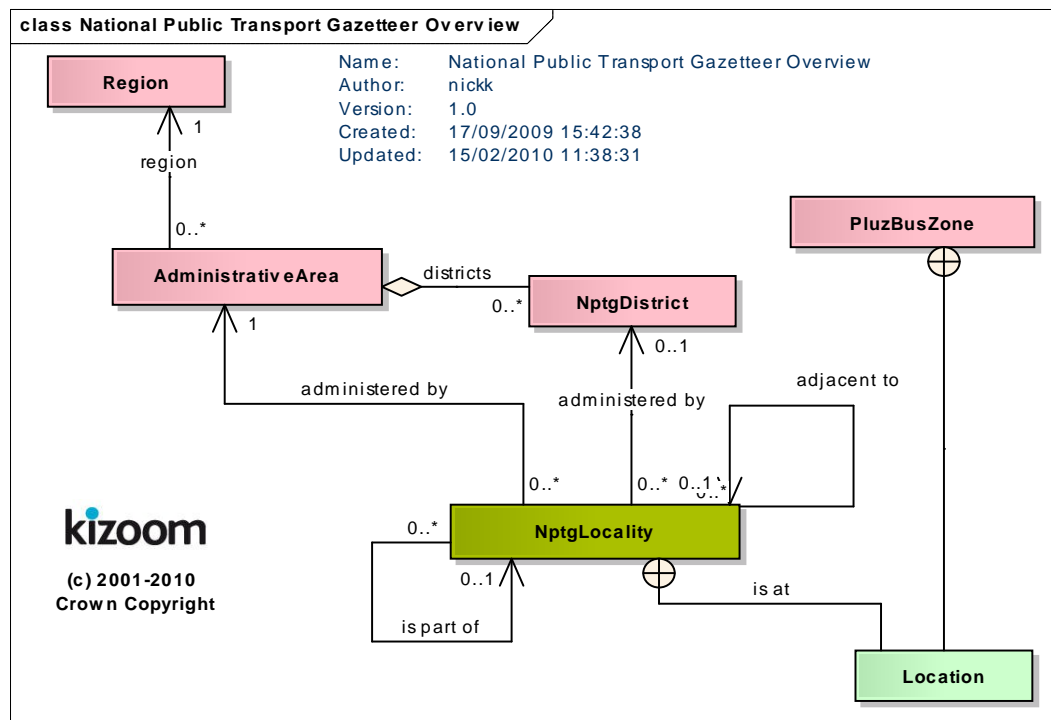 class National Public Transport Gazetteer Overview
Name: National Public Transport Gazetteer Overview
Author: nickk
Version: 1.0
Created: 17/09/2009 15:42:38
Updated: 15/02/2010 11:38:31
Region
1
region
0..*
PluzBusZone
AdministrativeArea
districts
0..*
NptgDistrict
1
0..1
administered by
administered by
adjacent to
0..*
0..*
0..1
0..*
NptgLocality
0..*
0..1
is part of
is at
Location
kizoom
(c) 2001-2010
Crown Copyright